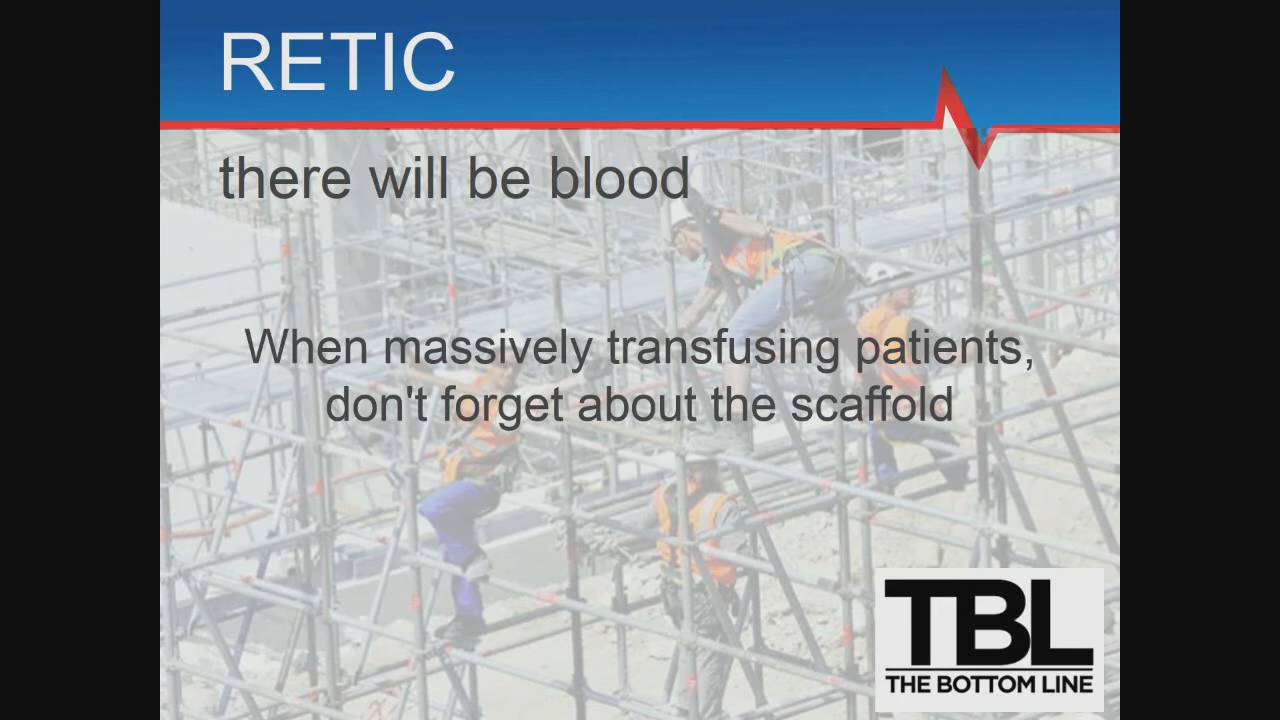 RETIC
there will be blood
When massively transfusing patients,
don't forget about the scaffold
TBL
THE BOTTOM LINE